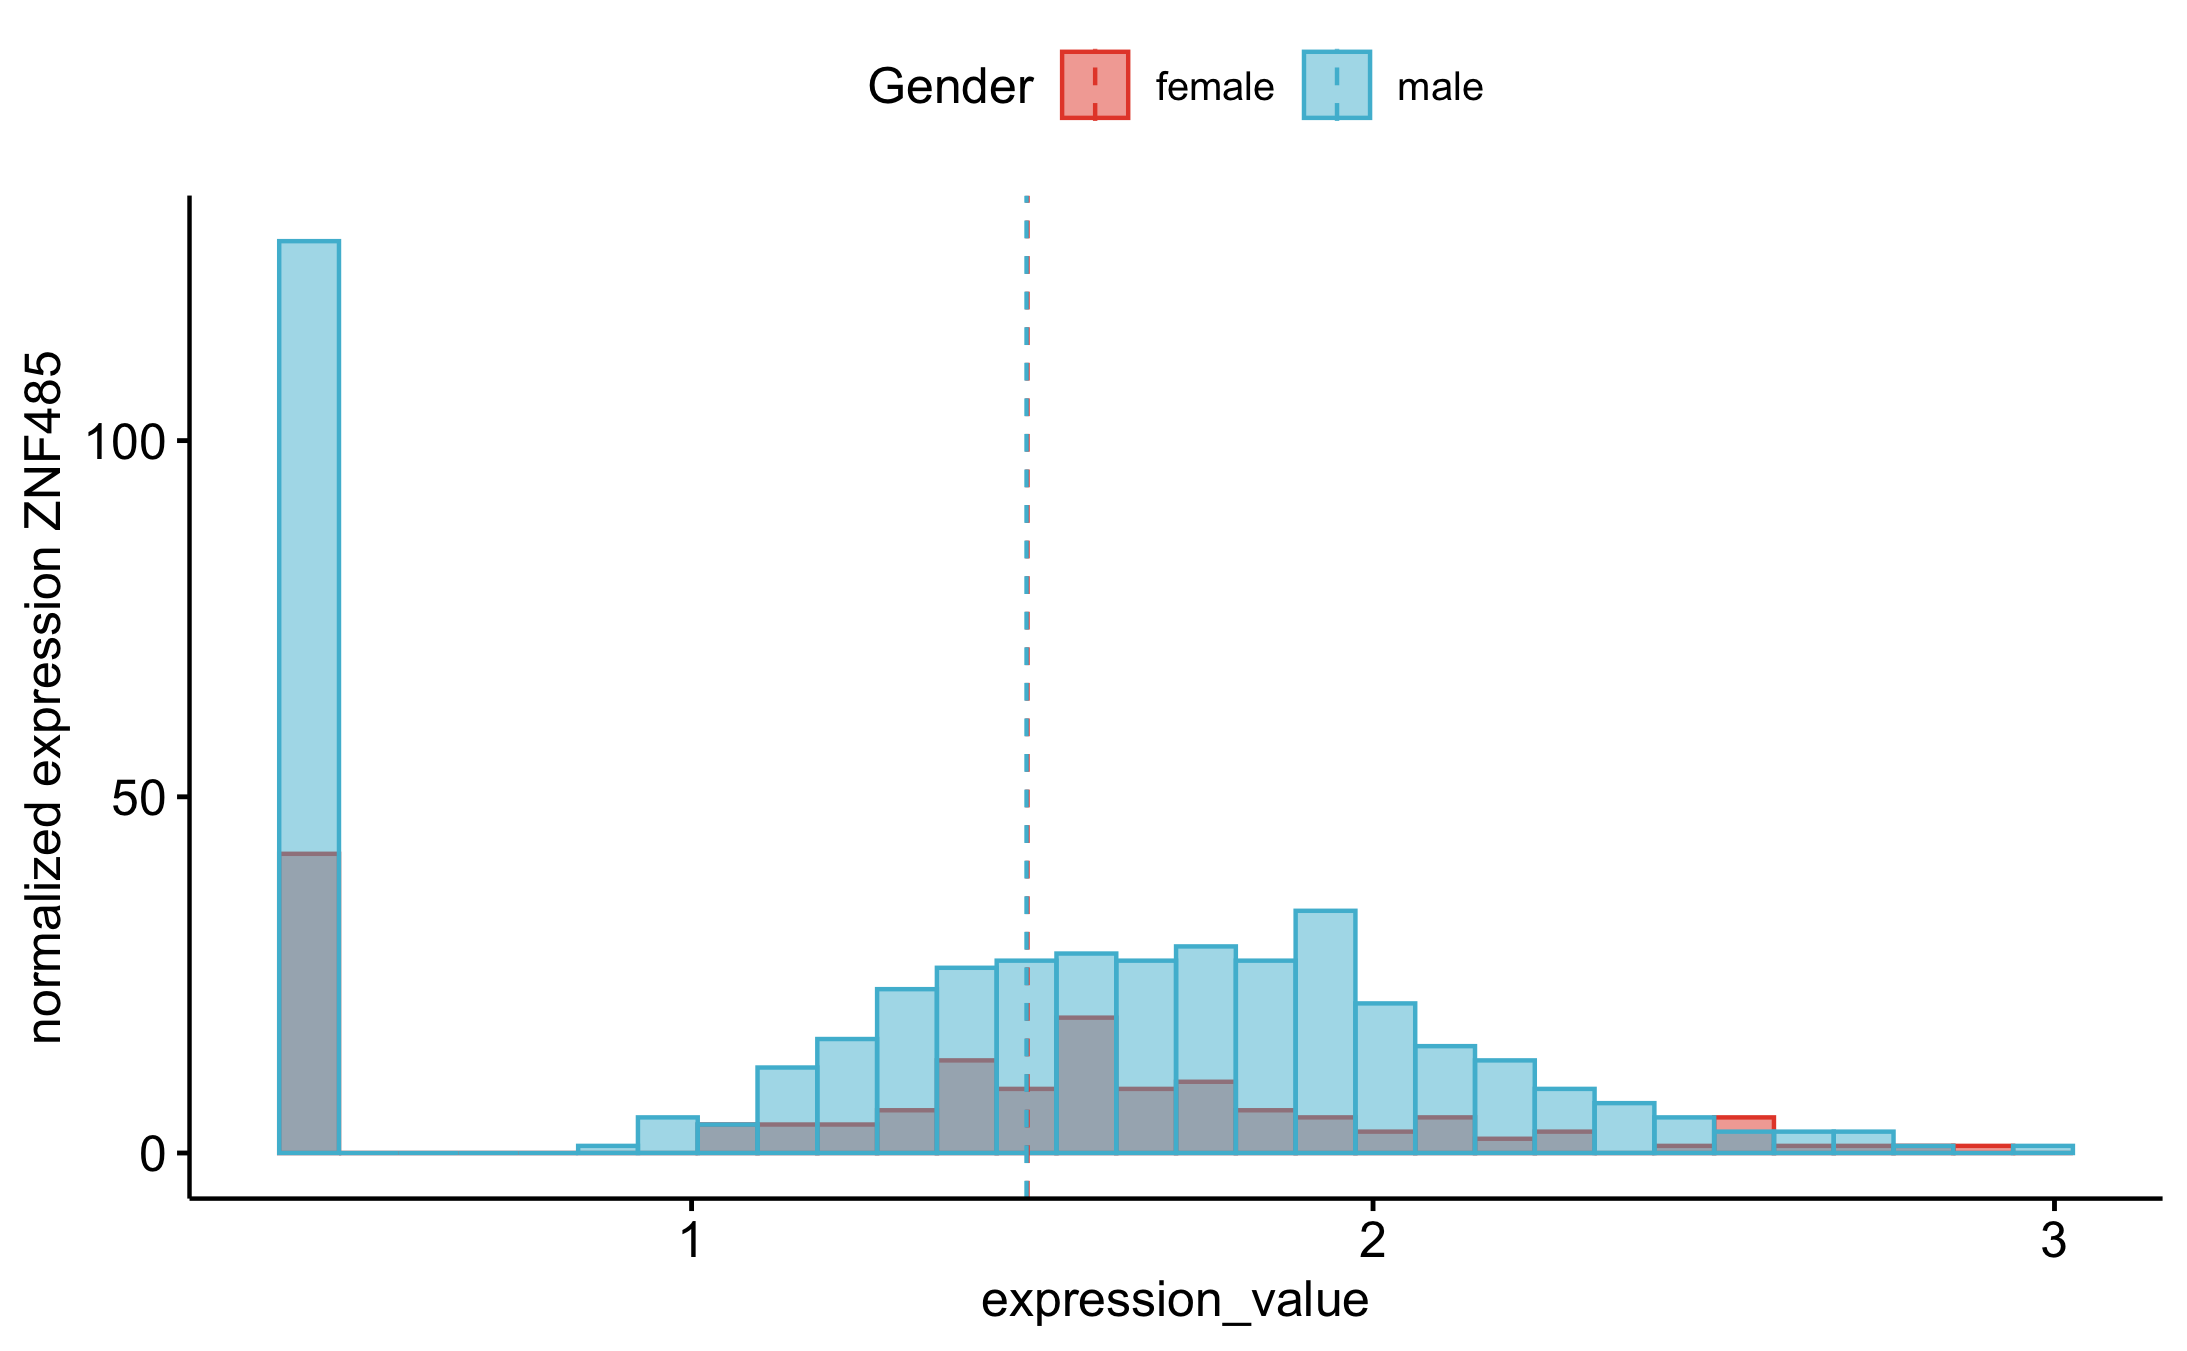 Gender female male
normalized expression ZNF485
100
50
0
1 2 3
expression_value